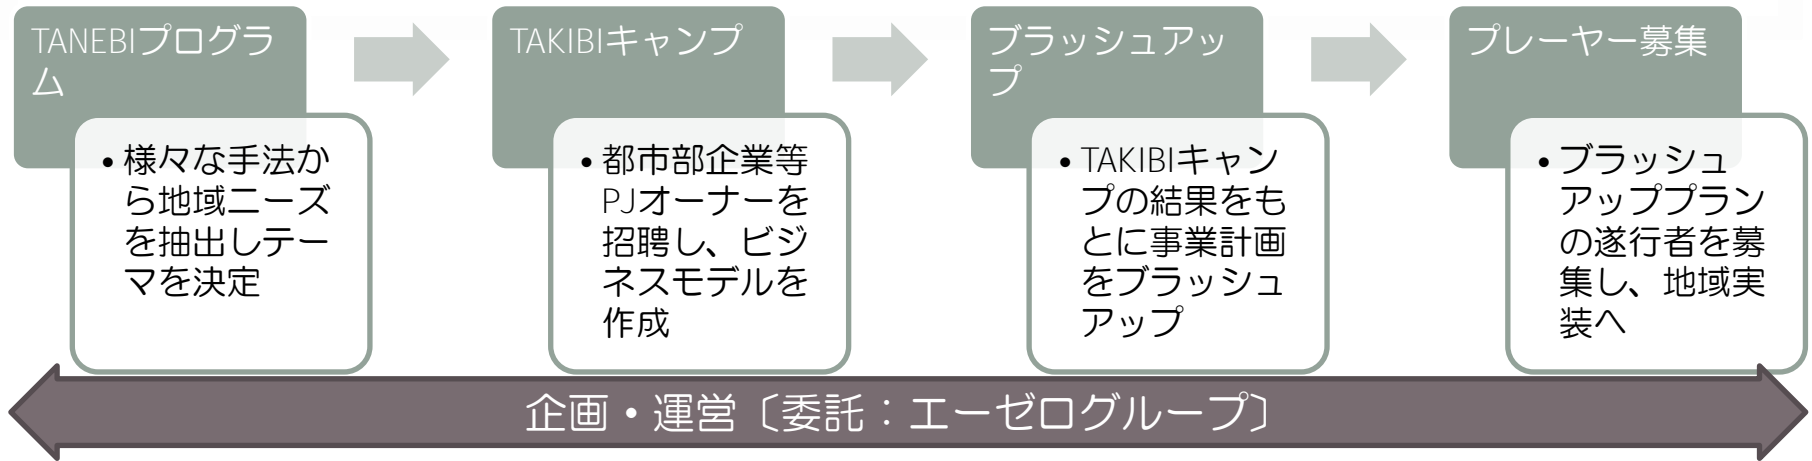 TANEBIプログラ
ム
• 様々な手法か
ら地域ニーズ
を抽出しテー
マを決定
TAKIBIキャンプ
• 都市部企業等
PJオーナーを
招聘し、ビジ
ネスモデルを
作成
ブラッシュアッ
プ
• TAKIBIキャン
プの結果をも
とに事業計画
をブラッシュ
アップ
プレーヤー募集
• ブラッシュ
アッププラン
の遂行者を募
集し、地域実
装へ
企画・運営〔委託：エーゼログループ〕